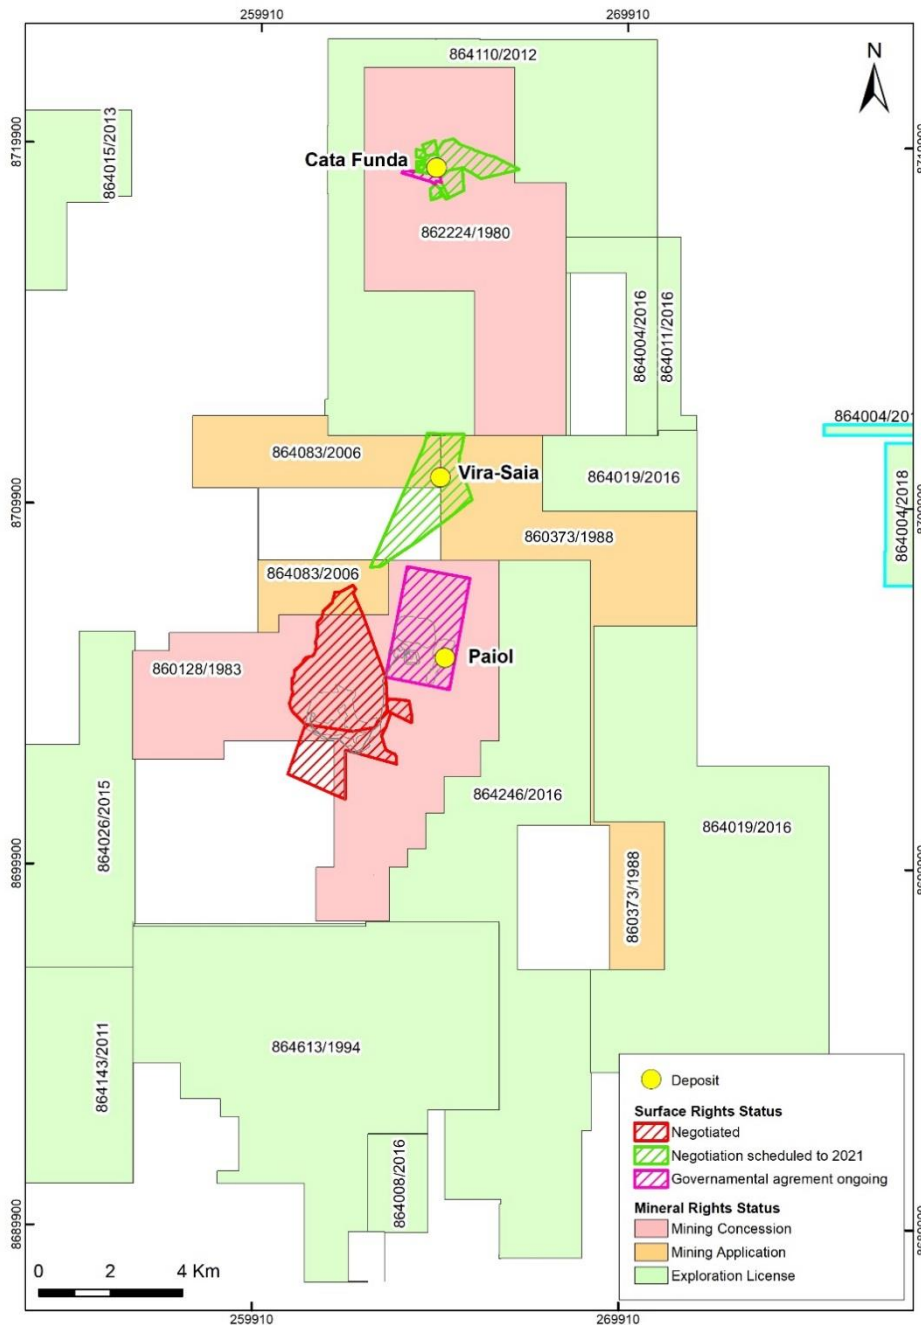 259910
269910
864110/2012
N
8719900
864015/2013
Cata Funda
862224/1980
864004/2016
864011/2016
864083/2006
Vira-Saia
864019/2016
8709900
864004/2018
860373/1988
864083/2006
860128/1983
Paiol
864246/2016
864026/2015
864019/2016
8699900
860373/1988
864143/2011
864613/1994
864008/2016
8689900
Deposit
Surface Rights Status
Negotiated
Negotiation scheduled to 2021
Governamental agrement ongoing
Mineral Rights Status
Mining Concession
Mining Application
Exploration License
0 2 4 Km
259910
269910